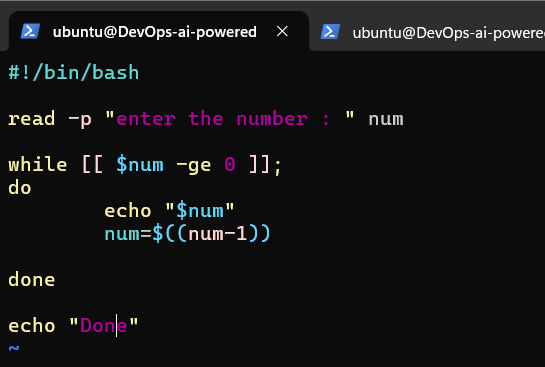 ubuntu@DevOps-ai-powered
ubuntu@DevOps-ai-powere
#!/bin/bash
read -p "enter the number : " num
while [[ $num -ge 0 ]];
do
echo "$num"
num=$((num-1))
done
echo "Done"
~